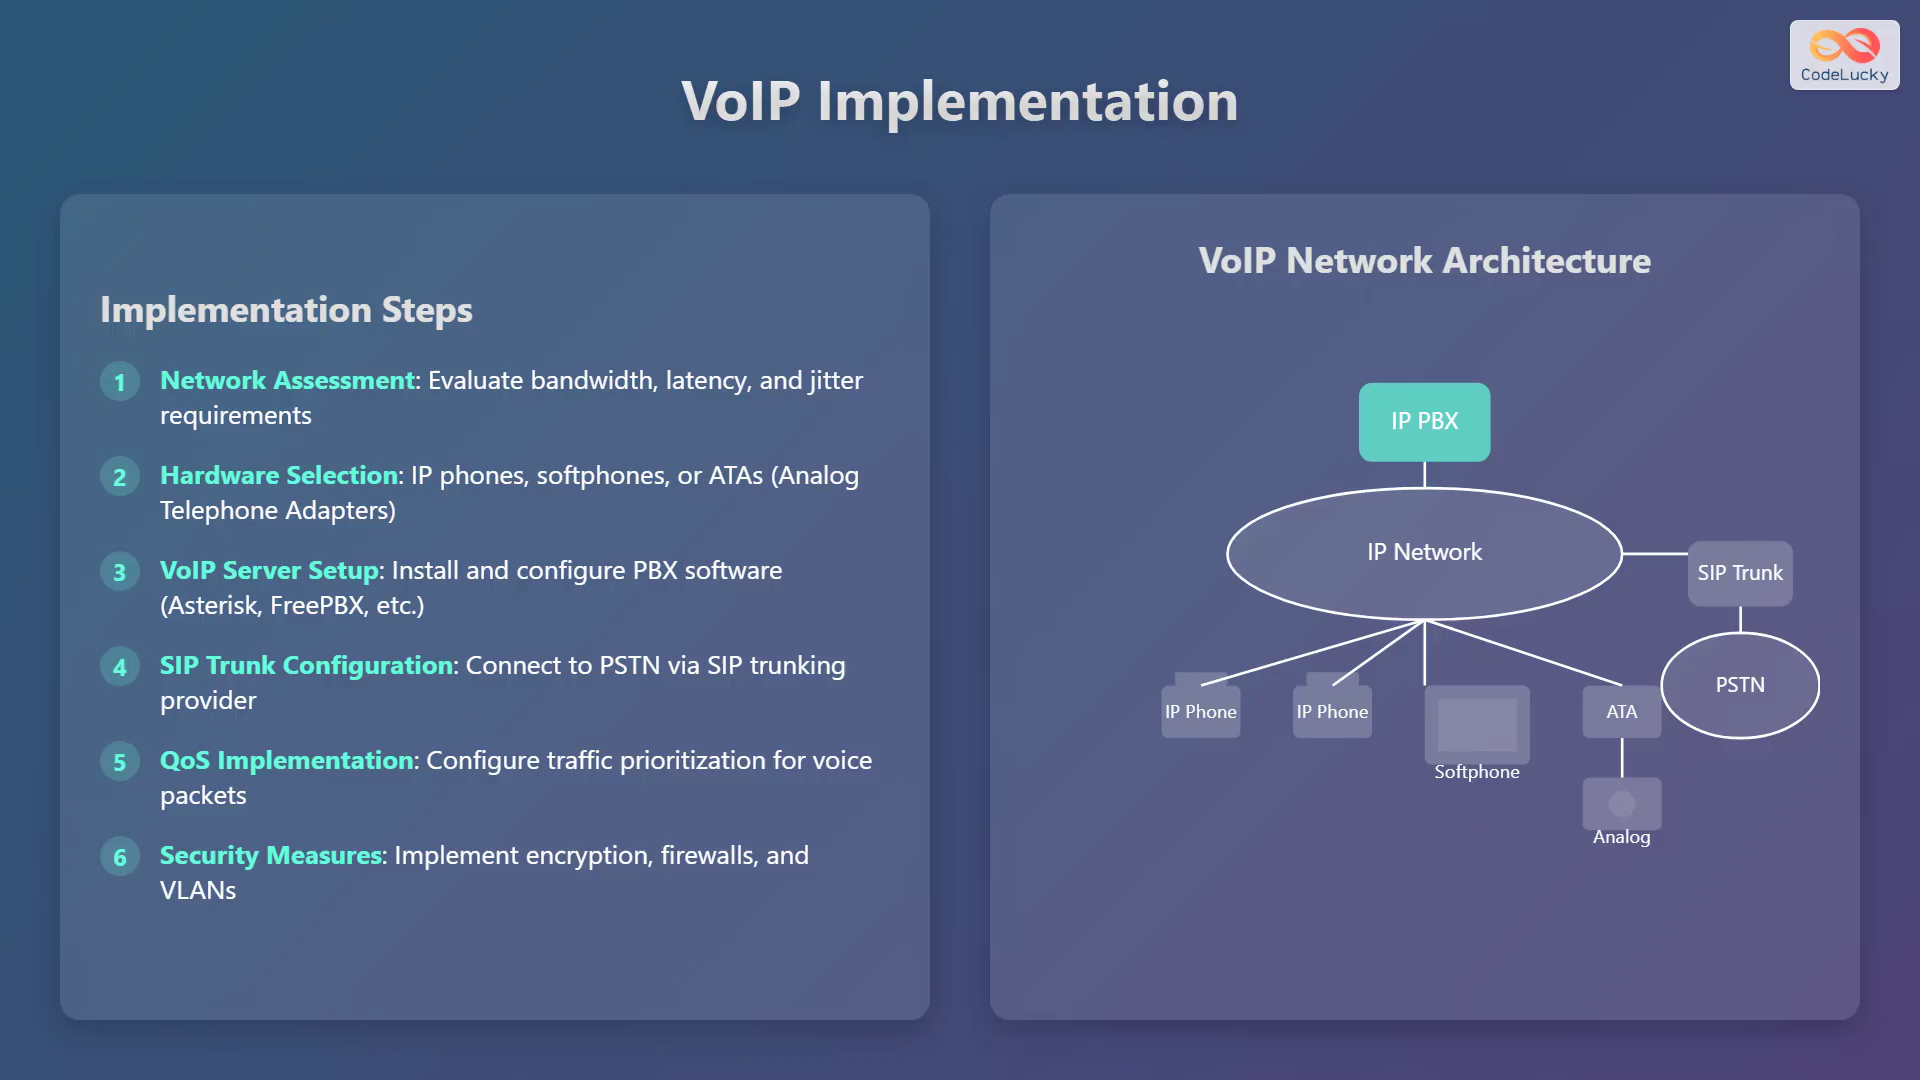 CodeLucky
VoIP Implementation
Implementation Steps
1 Network Assessment: Evaluate bandwidth, latency, and jitter
requirements
2 Hardware Selection: IP phones, softphones, or ATAs (Analog
Telephone Adapters)
3 VoIP Server Setup: Install and configure PBX software
(Asterisk, FreePBX, etc.)
4 SIP Trunk Configuration: Connect to PSTN via SIP trunking
provider
5 QoS Implementation: Configure traffic prioritization for voice
packets
6 Security Measures: Implement encryption, firewalls, and
VLANs
VoIP Network Architecture
IP PBX
IP Network
SIP Trunk
PSTN
IP Phone
IP Phone
Softphone
ATA
Analog